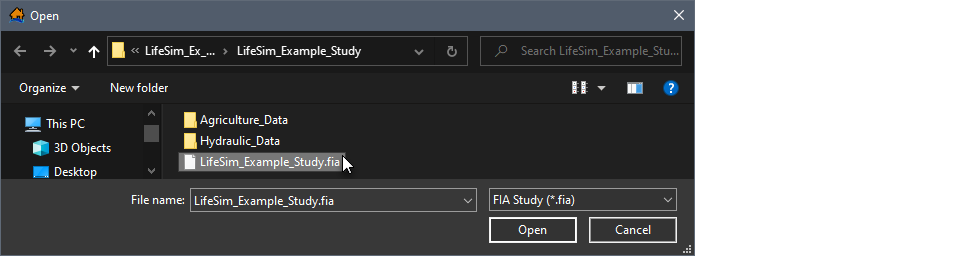 Open
« LifeSim_Ex_... > LifeSim_Example_Study
Search LifeSim_Example_Stu...
Organize
New folder
?
This PC
3D Objects
Desktop
Agriculture_Data
Hydraulic_Data
LifeSim_Example_Study.fia
File name: LifeSim_Example_Study.fia
FIA Study (*.fia)
Open
Cancel